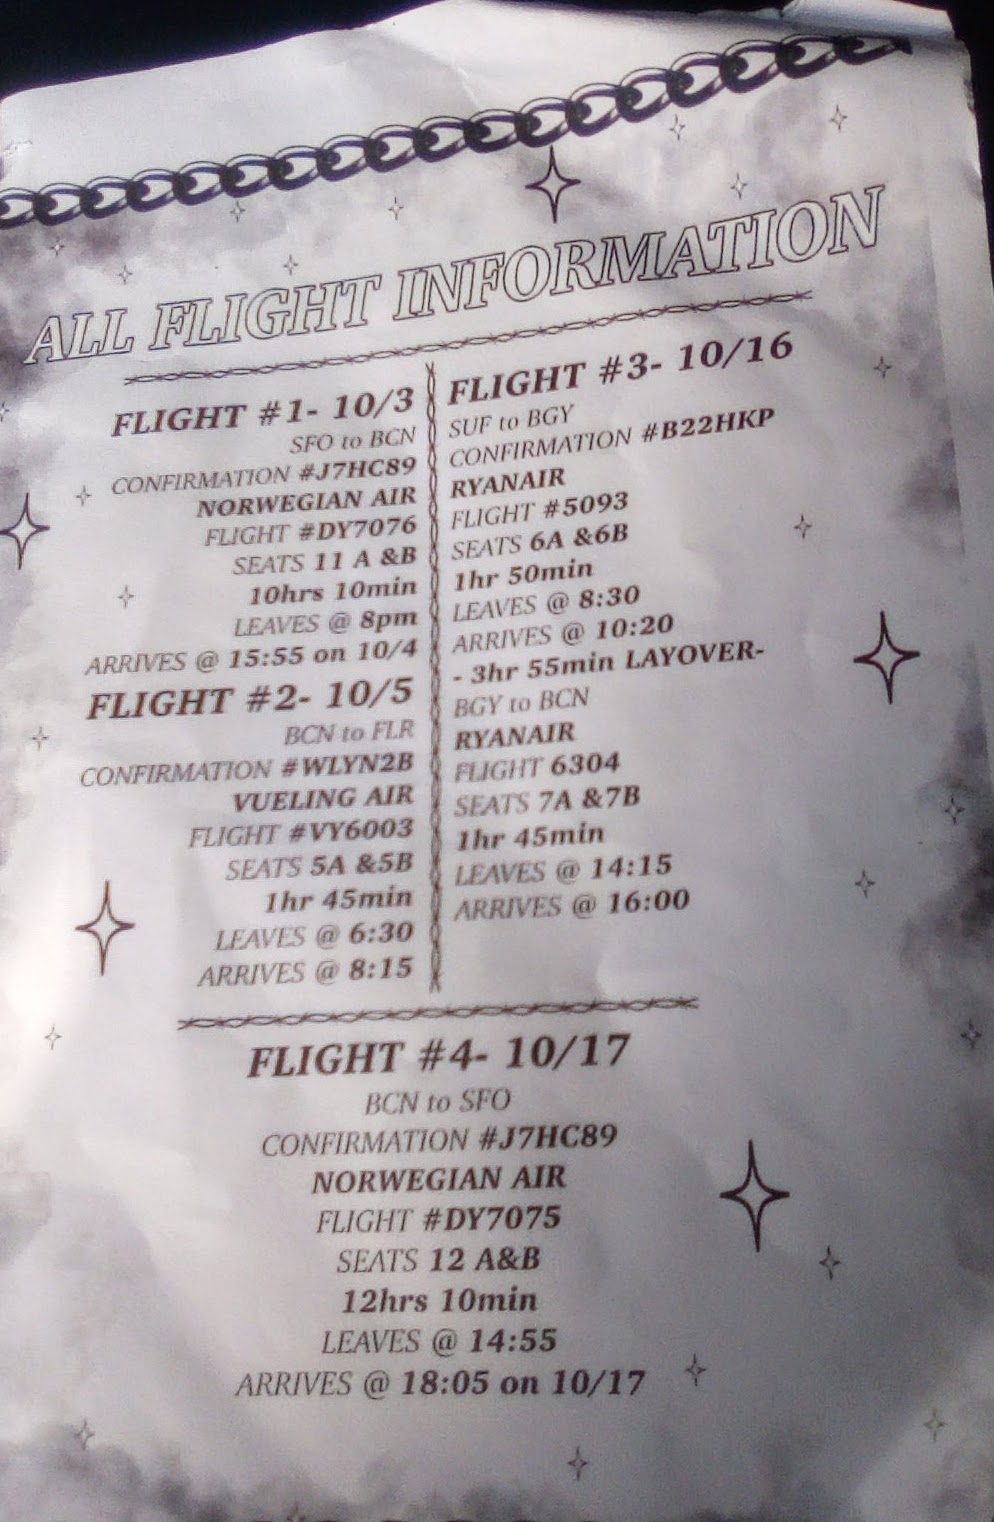 ALL FLIGHT INFORMATION
FLIGHT #1- 10/3
SFO to BCN
CONFIRMATION #J7HC89
NORWEGIAN AIR
FLIGHT #DY7076
SEATS 11 A &B
10hrs 10min
LEAVES @ 8pm
ARRIVES @ 15:55 on 10/4
FLIGHT #2- 10/5
BCN to FLR
CONFIRMATION #WLYN2B
VUELING AIR
FLIGHT #VY6003
SEATS 5A &5B
1hr 45min
LEAVES @ 6:30
ARRIVES @ 8:15
FLIGHT #3- 10/16
SUF to BGY
CONFIRMATION #B22HKP
RYANAIR
FLIGHT #5093
SEATS 6A &6B
1hr 50min
LEAVES @ 8:30
ARRIVES @ 10:20
- 3hr 55min LAYOVER-
BGY to BCN
RYANAIR
FLIGHT 6304
SEATS 7A &7B
1hr 45min
LEAVES @ 14:15
ARRIVES @ 16:00
FLIGHT #4- 10/17
BCN to SFO
CONFIRMATION #J7HC89
NORWEGIAN AIR
FLIGHT #DY7075
SEATS 12 A&B
12hrs 10min
LEAVES @ 14:55
ARRIVES @ 18:05 on 10/17